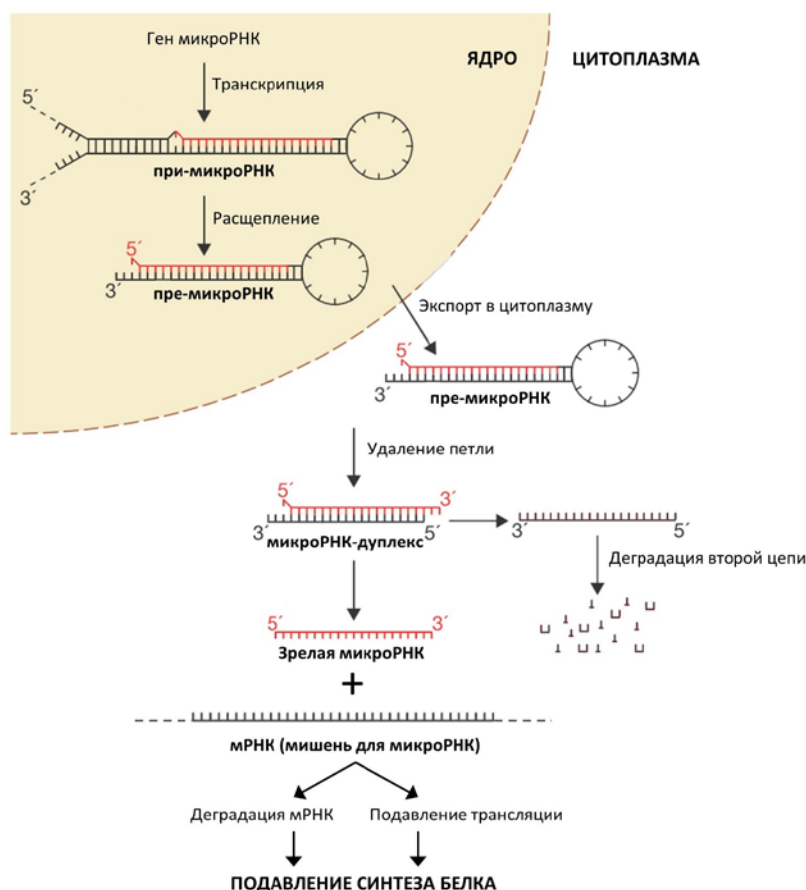 Ген микроРНК
ЯДРО
ЦИТОПЛАЗМА
Транскрипция
5´
3´
при-микроРНК
Расщепление
5´
3´
пре-микроРНК
Экспорт в цитоплазму
5´
3´
пре-микроРНК
Удаление петли
5´
3´
3´
5´
микроРНК-дуплекс
3´
5´
Деградация второй цепи
5´
3´
Зрелая микроРНК
+
мРНК (мишень для микроРНК)
Деградация мРНК
Подавление трансляции
ПОДАВЛЕНИЕ СИНТЕЗА БЕЛКА